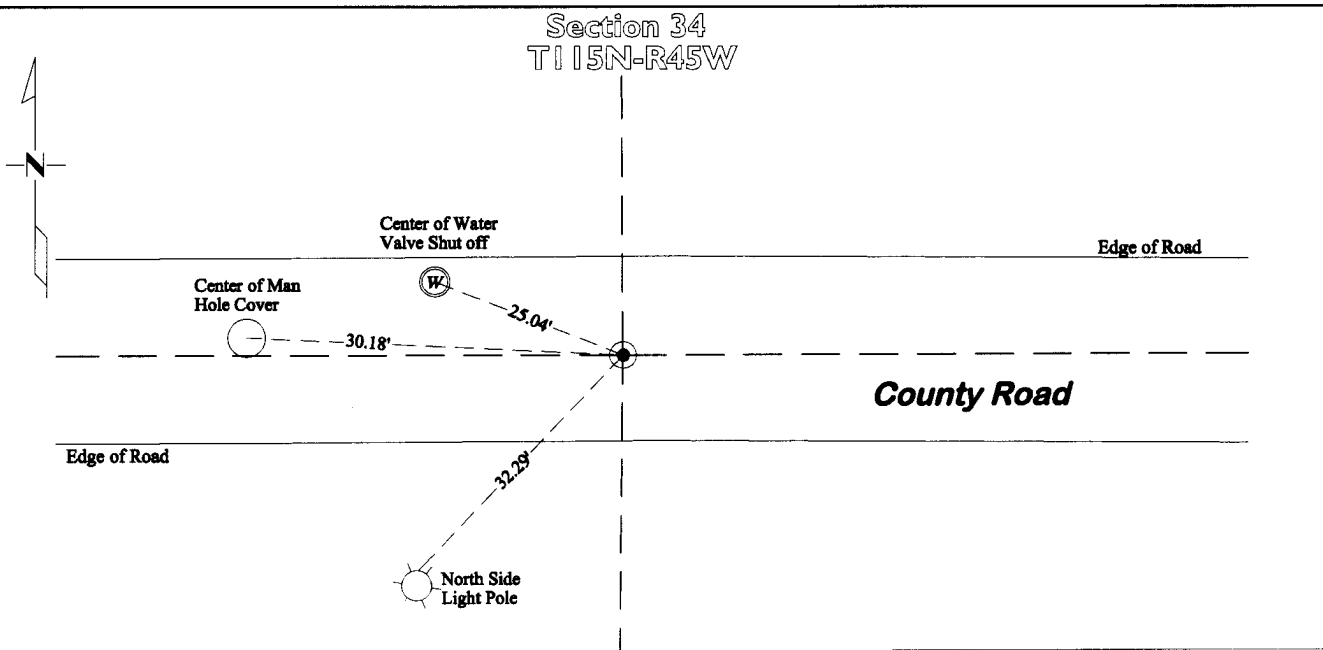 Section 34
T115N-R45W
N
Center of Water
Valve Shut off
Edge of Road
W
Center of Man
Hole Cover
25.04'
30.18'
County Road
Edge of Road
32.29'
North Side
Light Pole